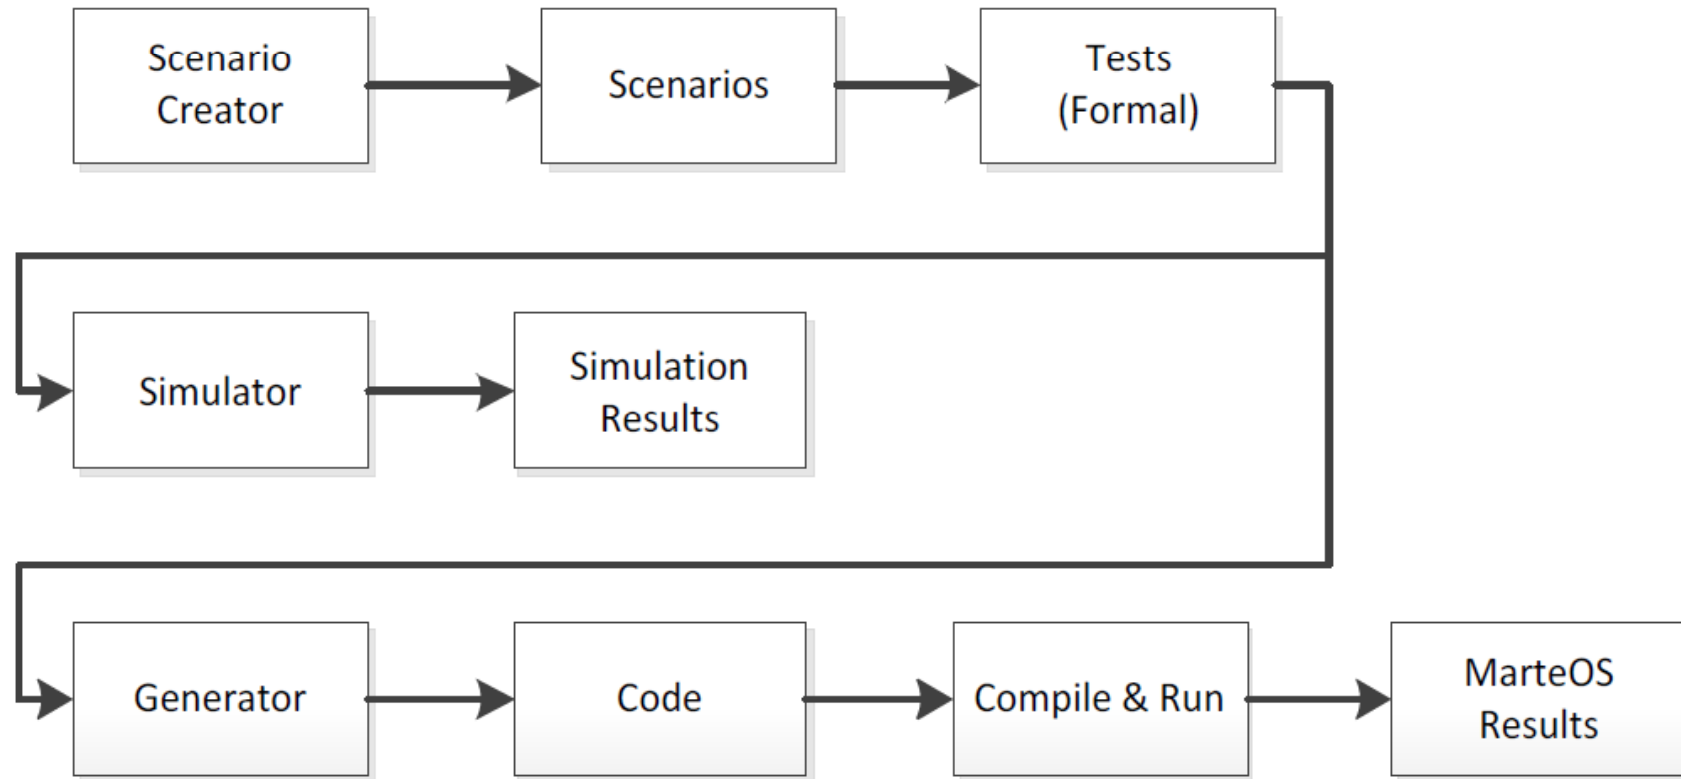 Scenario
Creator
Scenarios
Tests
(Formal)
Simulator
Simulation
Results
Generator
Code
Compile & Run
MarteOS
Results